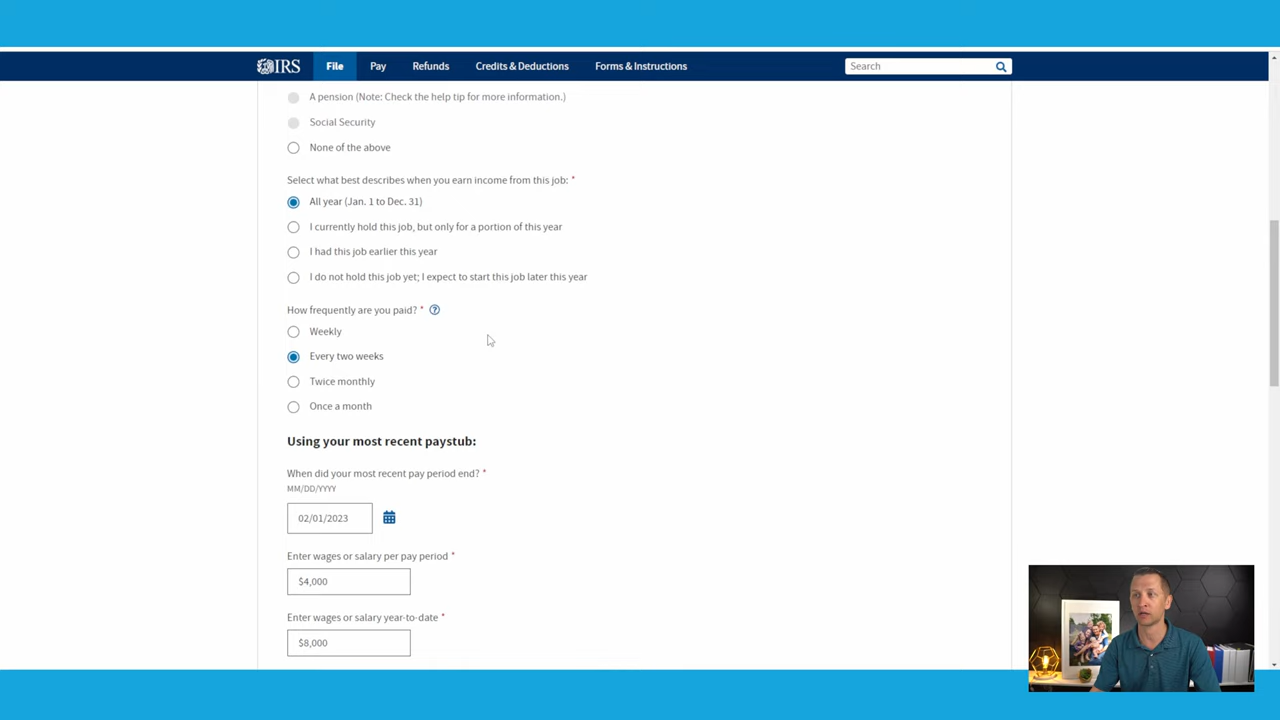 IRS File Pay Refunds Credits & Deductions Forms & Instructions Search
A pension (Note: Check the help tip for more information.)
Social Security
None of the above
Select what best describes when you earn income from this job: *
All year (Jan. 1 to Dec. 31)
I currently hold this job, but only for a portion of this year
I had this job earlier this year
I do not hold this job yet; I expect to start this job later this year
How frequently are you paid? * ?
Weekly
Every two weeks
Twice monthly
Once a month
Using your most recent paystub:
When did your most recent pay period end? *
MM/DD/YYYY
02/01/2023
Enter wages or salary per pay period *
$4,000
Enter wages or salary year-to-date *
$8,000